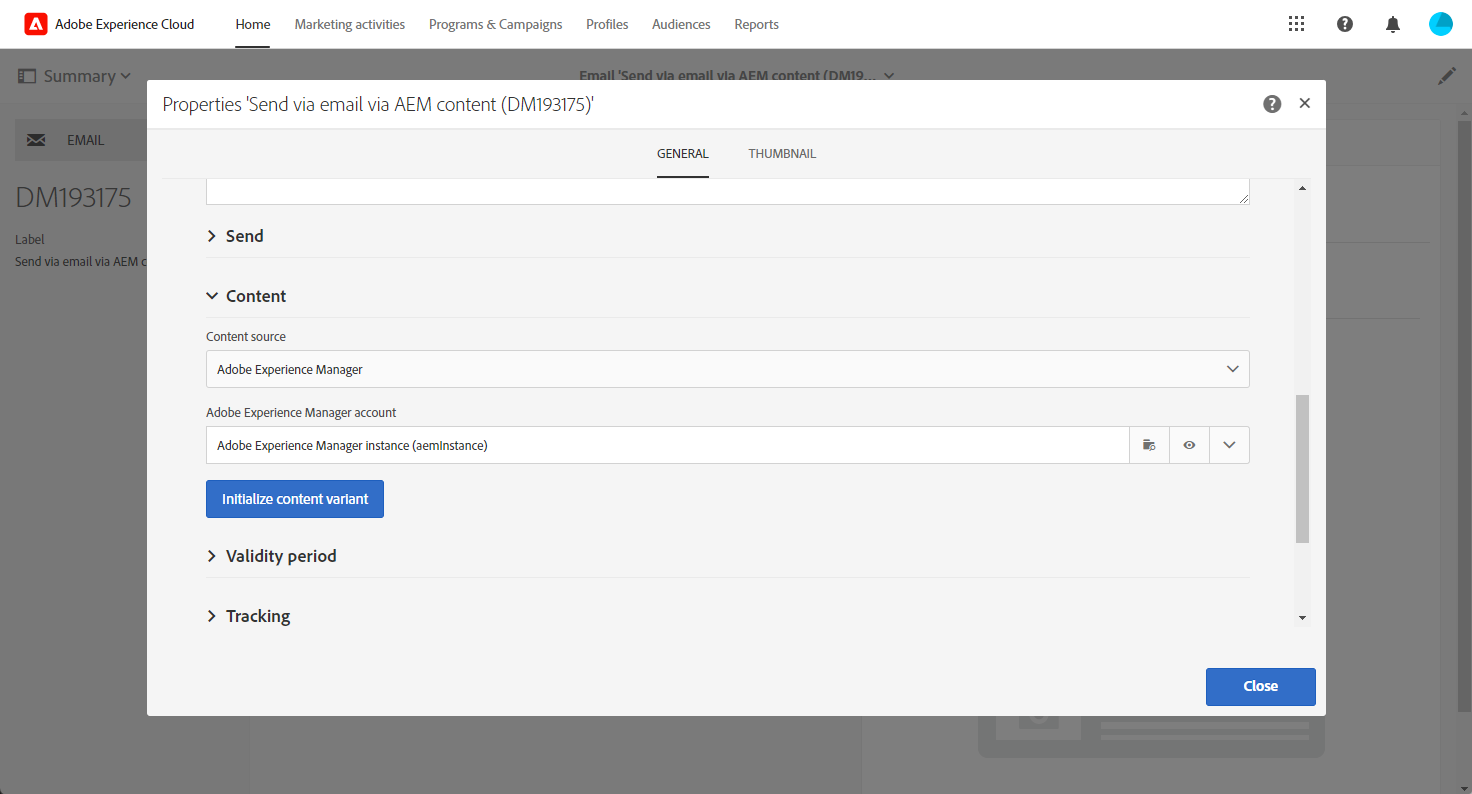 Adobe Experience Cloud Home Marketing activities Programs & Campaigns Profiles Audiences Reports
Summary Email 'Send via email via AEM content (DM19...
Properties 'Send via email via AEM content (DM193175)'
GENERAL THUMBNAIL
EMAIL
DM193175
Label
Send via email via AEM c
Send
Content
Content source
Adobe Experience Manager
Adobe Experience Manager account
Adobe Experience Manager instance (aemInstance)
Initialize content variant
Validity period
Tracking
Close